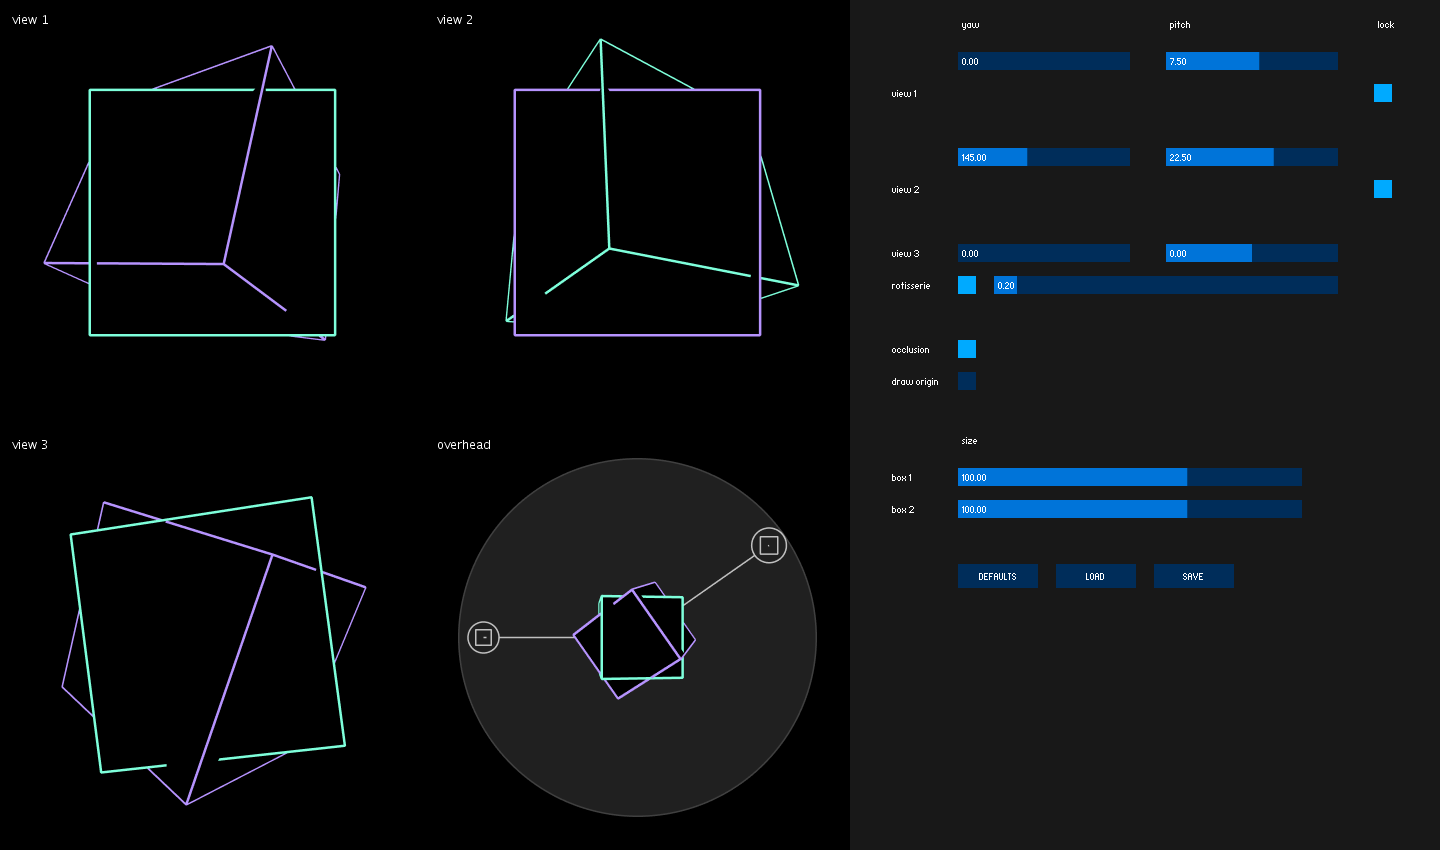 view 1
view 2
view 3
overhead
yaw pitch lock
0.00 7.50
view 1
145.00 22.50
view 2
view 3 0.00 0.00
rotisserie 0.20
occlusion
draw origin
size
box 1 100.00
box 2 100.00
DEFAULTS LOAD SAVE